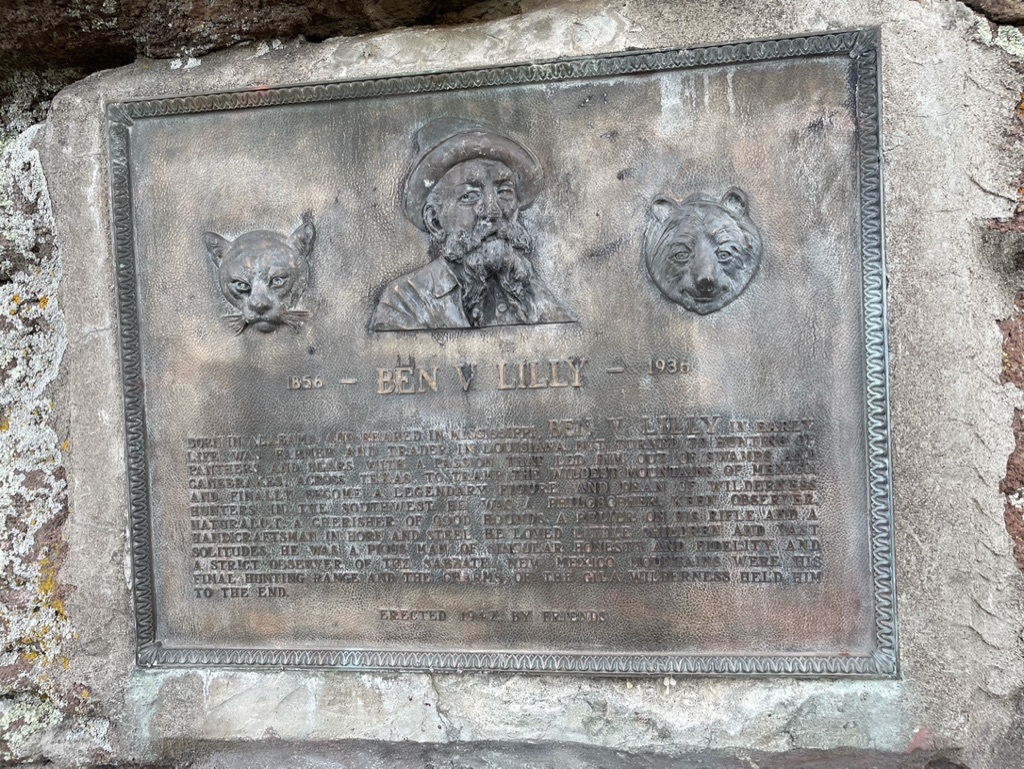 1856 — BEN V LILLY — 1936
BORN IN ALABAMA AND REARED IN MISSISSIPPI, BEN V. LILLY IN EARLY
LIFE WAS FARMER AND TRADER IN LOUISIANA BUT TURNED TO HUNTING OF
PANTHERS AND BEARS WITH A PASSION THAT LED HIM OUT OF SWAMPS AND
CANEBRAKES, ACROSS TEXAS, TO TRAMP THE WILDEST MOUNTAINS OF MEXICO
AND FINALLY BECOME A LEGENDARY FIGURE AND DEAN OF WILDERNESS
HUNTERS IN THE SOUTHWEST. HE WAS A PHILOSOPHER, KEEN OBSERVER,
NATURALIST, A CHERISHER OF GOOD HOUNDS, A RELIER ON HIS RIFLE, AND A
HANDICRAFTSMAN IN HORN AND STEEL. HE LOVED LITTLE CHILDREN AND VAST
SOLITUDES. HE WAS A PIOUS MAN OF SINGULAR HONESTY AND FIDELITY AND
A STRICT OBSERVER OF THE SABBATH. NEW MEXICO MOUNTAINS WERE HIS
FINAL HUNTING RANGE AND THE CHARMS OF THE GILA WILDERNESS HELD HIM
TO THE END.
ERECTED 1947 BY FRIENDS